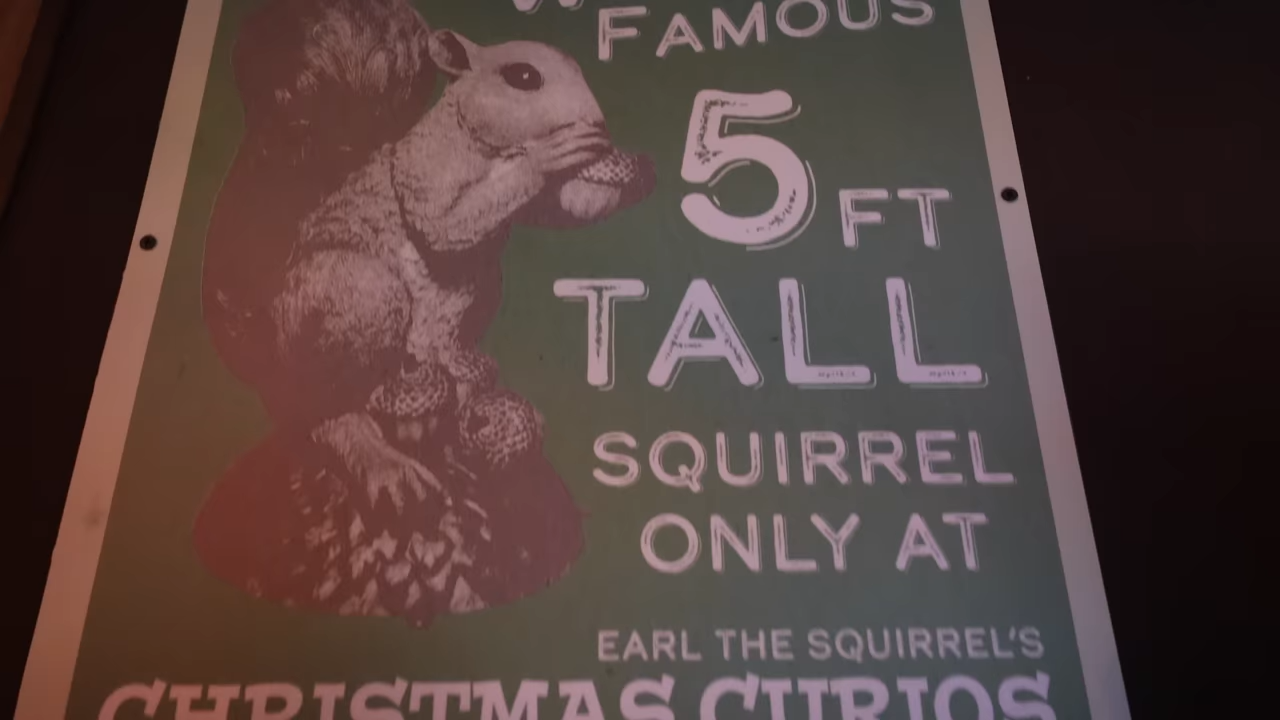 FAMOUS
5 FT
TALL
SQUIRREL
ONLY AT
EARL THE SQUIRREL'S
CHRISTMAS CURIOS